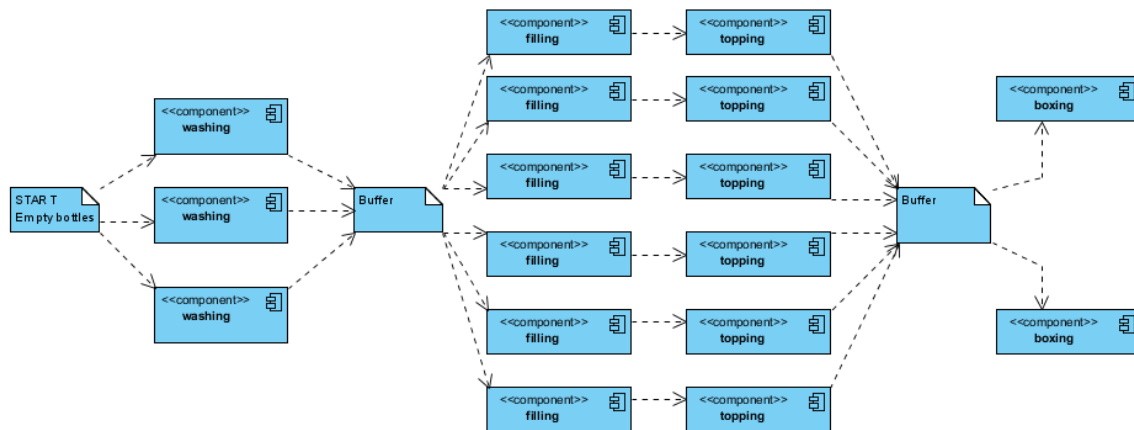 <<component>>
filling
<<component>>
topping
<<component>>
filling
<<component>>
topping
<<component>>
boxing
<<component>>
washing
<<component>>
filling
<<component>>
topping
START
Empty bottles
<<component>>
washing
Buffer
Buffer
<<component>>
filling
<<component>>
topping
<<component>>
washing
<<component>>
filling
<<component>>
topping
<<component>>
boxing
<<component>>
filling
<<component>>
topping